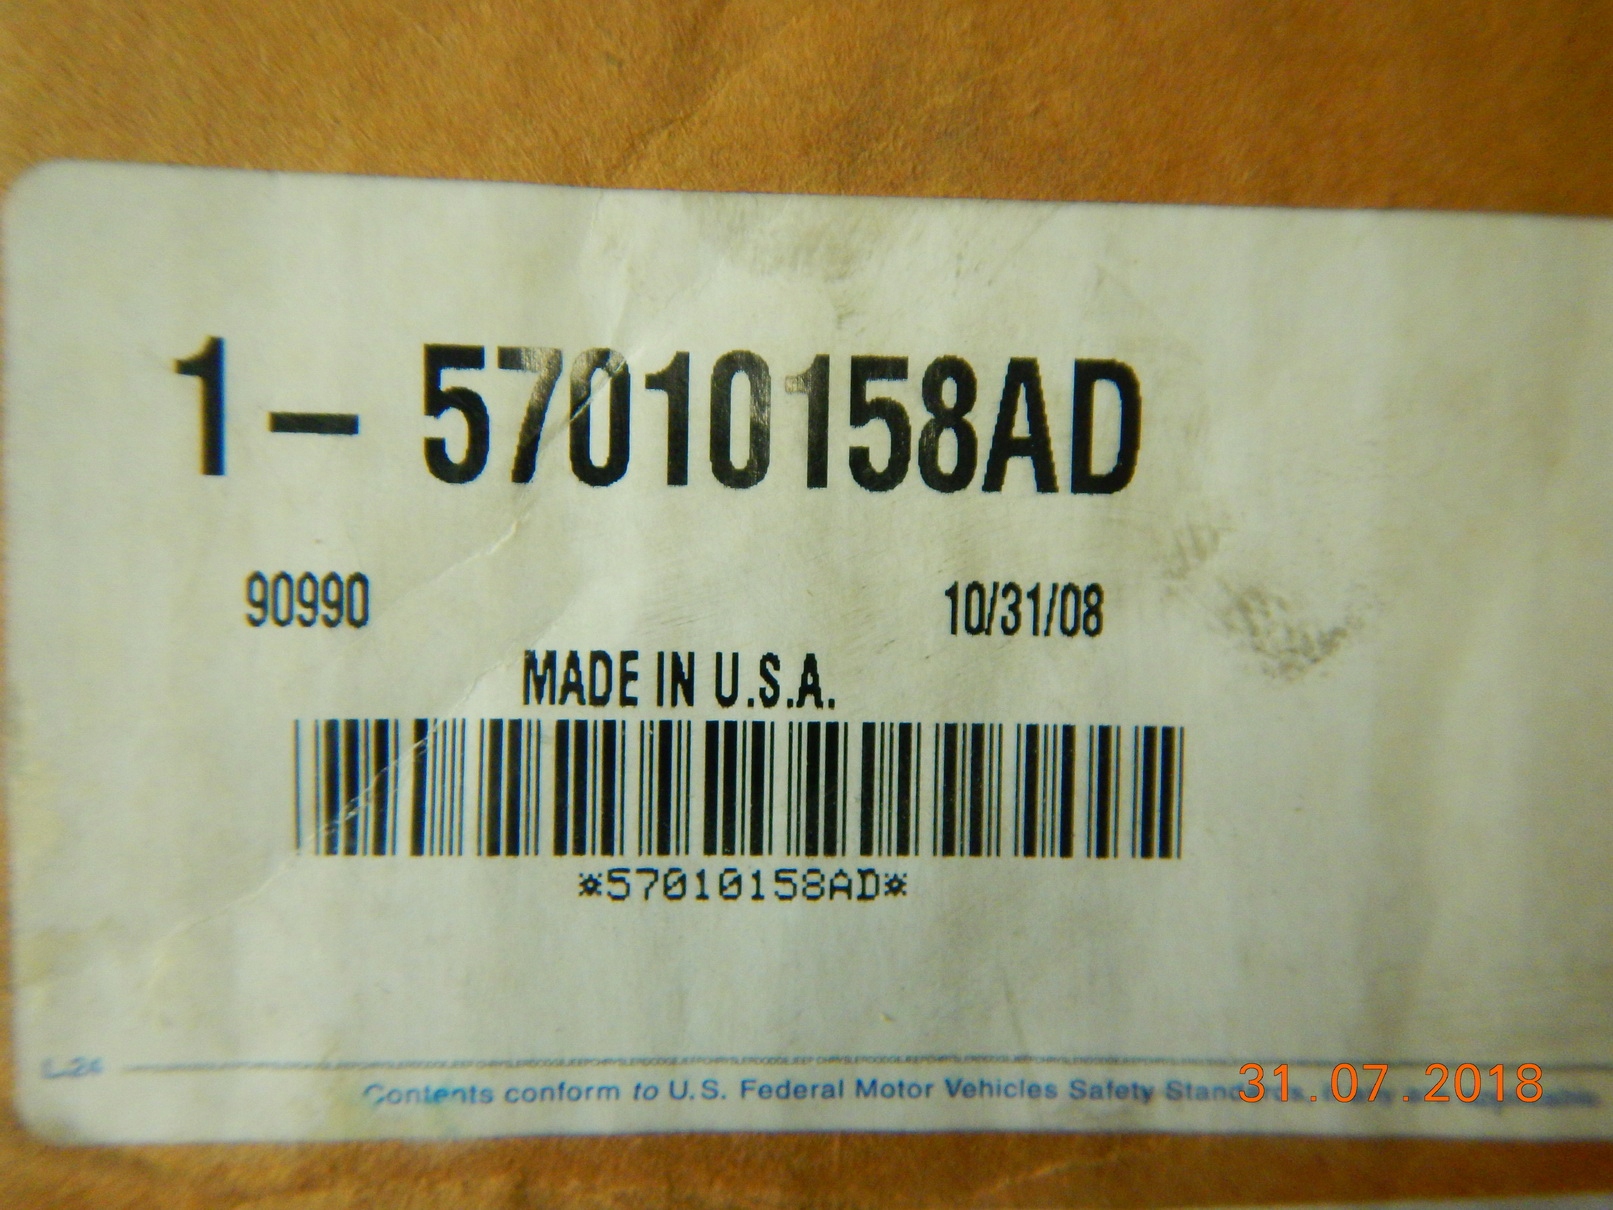 1– 57010158AD
90990 10/31/08
MADE IN U.S.A.
*57010158AD*
Contents conform to U.S. Federal Motor Vehicles Safety
31.07.2018